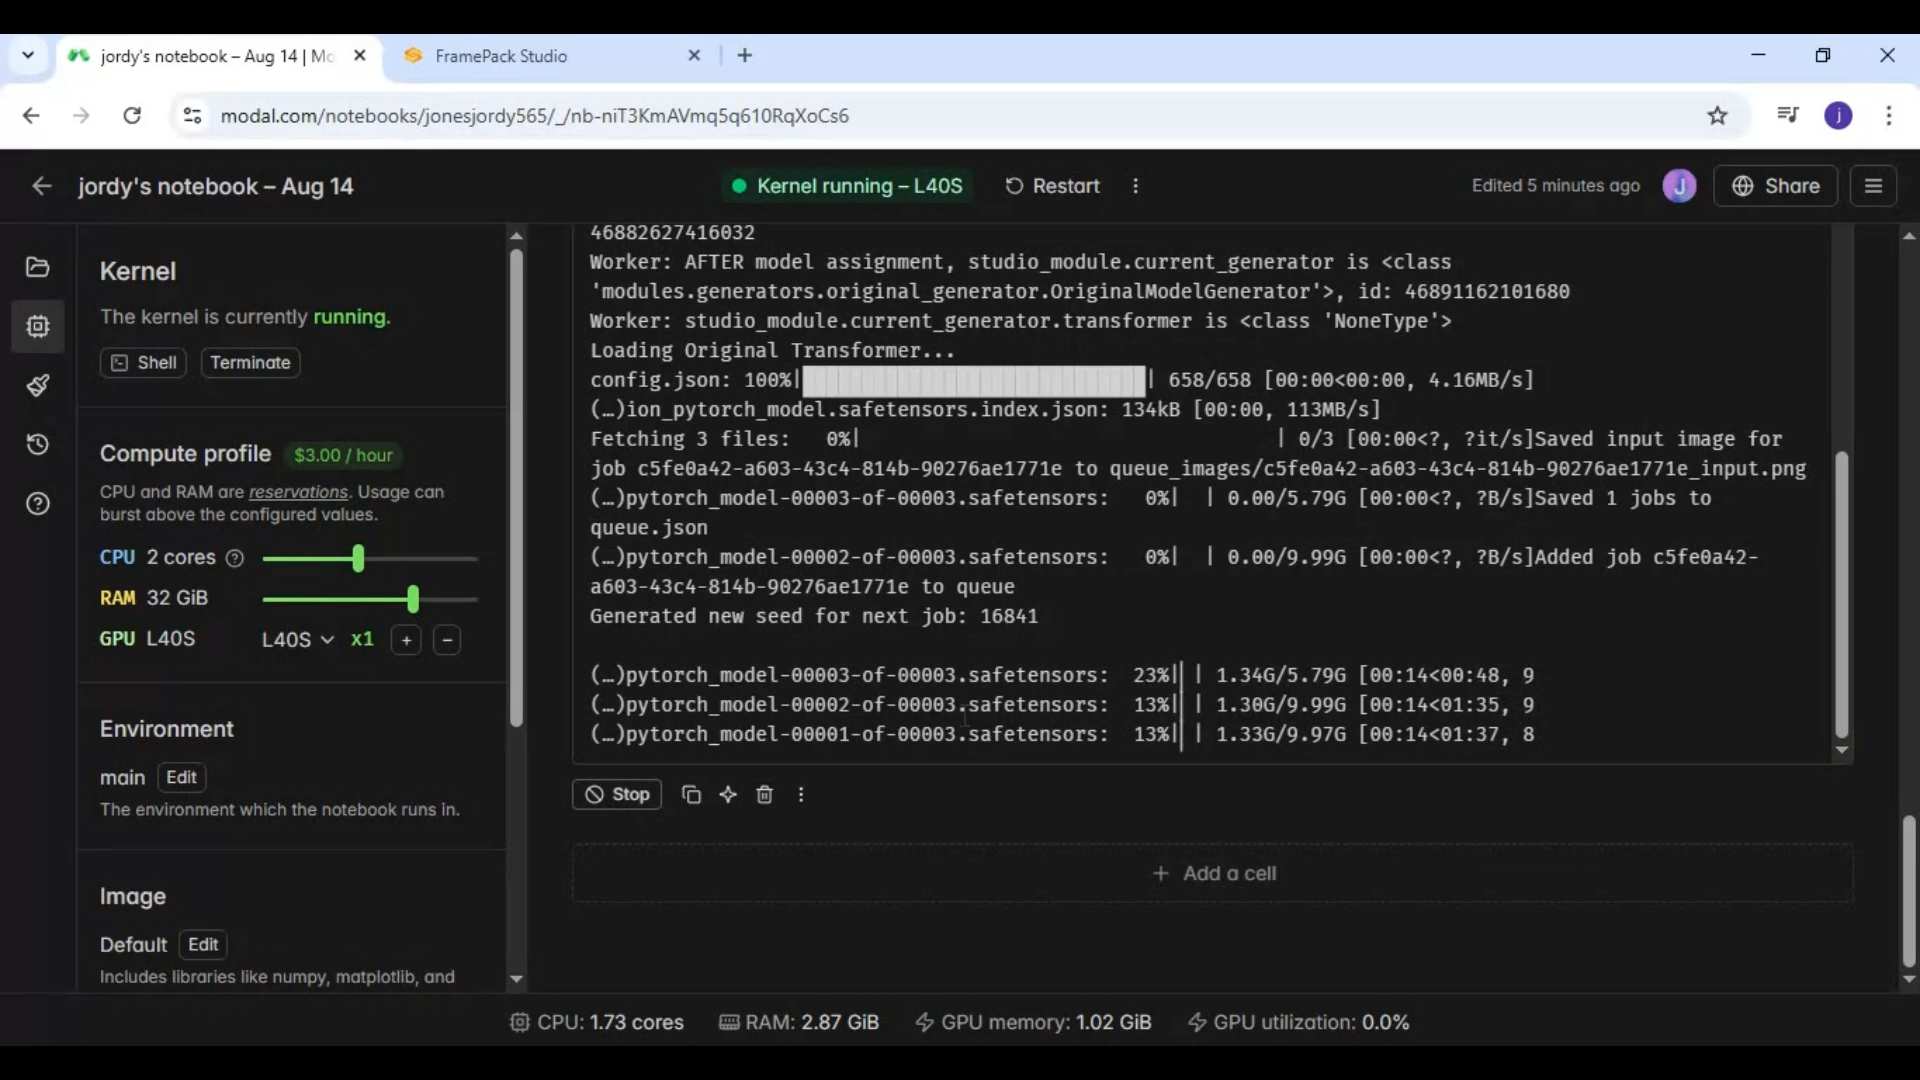 jordy's notebook – Aug 14 | Mo
FramePack Studio
modal.com/notebooks/jonesjordy565/_/nb-niT3KmAVmq5q610RqXoCs6
j
jordy's notebook – Aug 14
Kernel running – L40S
Restart
Edited 5 minutes ago
J
Share
Kernel
The kernel is currently running.
Shell
Terminate
Compute profile
$3.00 / hour
CPU and RAM are reservations. Usage can
burst above the configured values.
CPU 2 cores
RAM 32 GiB
GPU L40S
L40S
x1
+
−
Environment
main
Edit
The environment which the notebook runs in.
Image
Default
Edit
Includes libraries like numpy, matplotlib, and
46882627416032
Worker: AFTER model assignment, studio_module.current_generator is <class
'modules.generators.original_generator.OriginalModelGenerator'>, id: 46891162101680
Worker: studio_module.current_generator.transformer is <class 'NoneType'>
Loading Original Transformer...
config.json: 100%|██████████| 658/658 [00:00<00:00, 4.16MB/s]
(…)ion_pytorch_model.safetensors.index.json: 134kB [00:00, 113MB/s]
Fetching 3 files:   0%|          | 0/3 [00:00<?, ?it/s]Saved input image for
job c5fe0a42-a603-43c4-814b-90276ae1771e to queue_images/c5fe0a42-a603-43c4-814b-90276ae1771e_input.png
(…)pytorch_model-00003-of-00003.safetensors:   0%|  | 0.00/5.79G [00:00<?, ?B/s]Saved 1 jobs to
queue.json
(…)pytorch_model-00002-of-00003.safetensors:   0%|  | 0.00/9.99G [00:00<?, ?B/s]Added job c5fe0a42-
a603-43c4-814b-90276ae1771e to queue
Generated new seed for next job: 16841
(…)pytorch_model-00003-of-00003.safetensors:  23%|▏ | 1.34G/5.79G [00:14<00:48, 9
(…)pytorch_model-00002-of-00003.safetensors:  13%|▏ | 1.30G/9.99G [00:14<01:35, 9
(…)pytorch_model-00001-of-00003.safetensors:  13%|▏ | 1.33G/9.97G [00:14<01:37, 8
Stop
+ Add a cell
CPU: 1.73 cores
RAM: 2.87 GiB
GPU memory: 1.02 GiB
GPU utilization: 0.0%